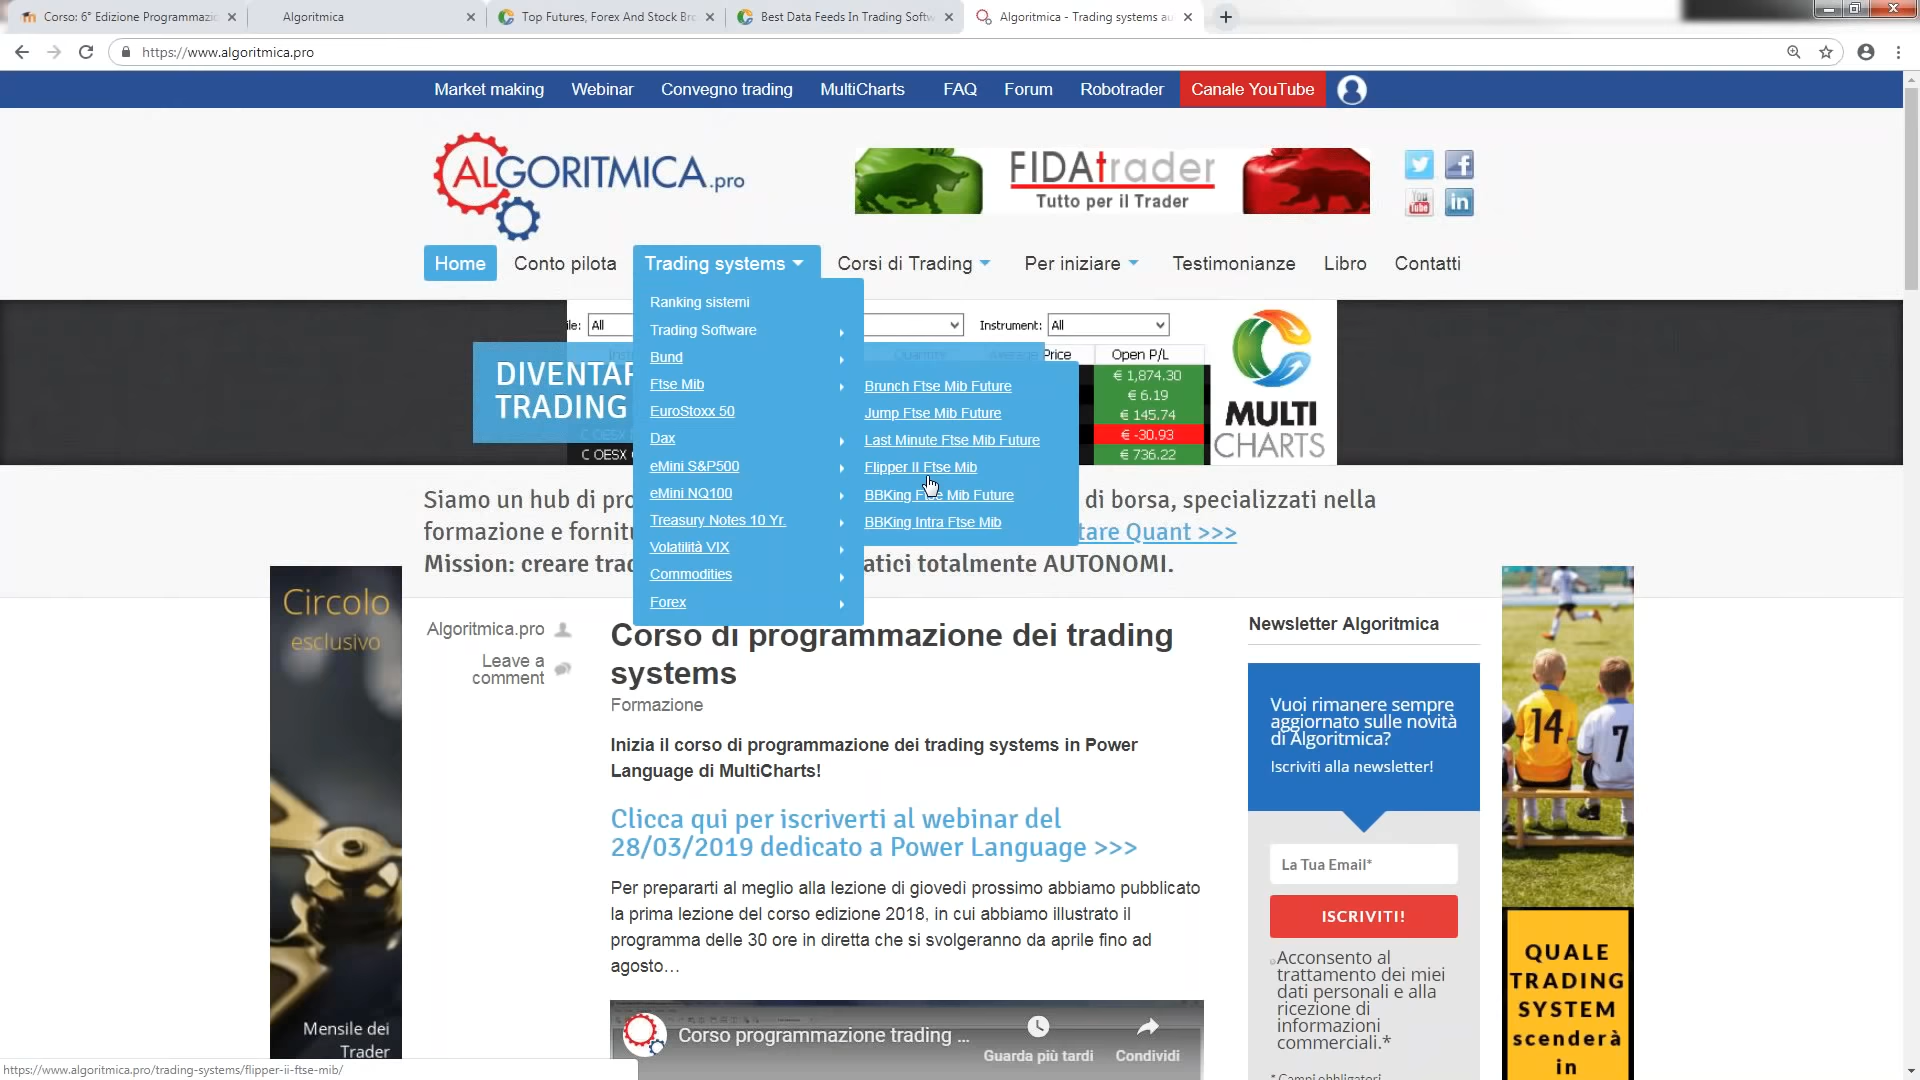 Corso: 6° Edizione Programmazio
Algoritmica
Top Futures, Forex And Stock Bro
Best Data Feeds In Trading Softw
Algoritmica - Trading systems au
https://www.algoritmica.pro
Market making
Webinar
Convegno trading
MultiCharts
FAQ
Forum
Robotrader
Canale YouTube
ALGORITMICA.pro
FIDAtrader
Tutto per il Trader
Home
Conto pilota
Trading systems
Corsi di Trading
Per iniziare
Testimonianze
Libro
Contatti
Ranking sistemi
Trading Software
Bund
Ftse Mib
EuroStoxx 50
Dax
eMini S&P500
eMini NQ100
Treasury Notes 10 Yr.
Volatilità VIX
Commodities
Forex
Brunch Ftse Mib Future
Jump Ftse Mib Future
Last Minute Ftse Mib Future
Flipper II Ftse Mib
BBKing Ftse Mib Future
BBKing Intra Ftse Mib
ile: All
Instrument: All
Quantity
Price
Open P/L
€ 1,874.30
€ 6.19
€ 145.74
€ -30.93
€ 736.22
C OESX
DIVENTA
TRADING
MULTI
CHARTS
Siamo un hub di pro di borsa, specializzati nella
formazione e fornitu tare Quant >>>
Mission: creare trad atici totalmente AUTONOMI.
Circolo
esclusivo
Mensile dei
Trader
Algoritmica.pro
Leave a
comment
Corso di programmazione dei trading
systems
Formazione
Inizia il corso di programmazione dei trading systems in Power
Language di MultiCharts!
Clicca qui per iscriverti al webinar del
28/03/2019 dedicato a Power Language >>>
Per prepararti al meglio alla lezione di giovedì prossimo abbiamo pubblicato
la prima lezione del corso edizione 2018, in cui abbiamo illustrato il
programma delle 30 ore in diretta che si svolgeranno da aprile fino ad
agosto…
Corso programmazione trading ...
Guarda più tardi
Condividi
Newsletter Algoritmica
Vuoi rimanere sempre
aggiornato sulle novità
di Algoritmica?
Iscriviti alla newsletter!
La Tua Email*
ISCRIVITI!
Acconsento al
trattamento dei miei
dati personali e alla
ricezione di
informazioni
commerciali.*
* Campi obbligatori
14
7
QUALE
TRADING
SYSTEM
scenderà
in
https://www.algoritmica.pro/trading-systems/flipper-ii-ftse-mib/